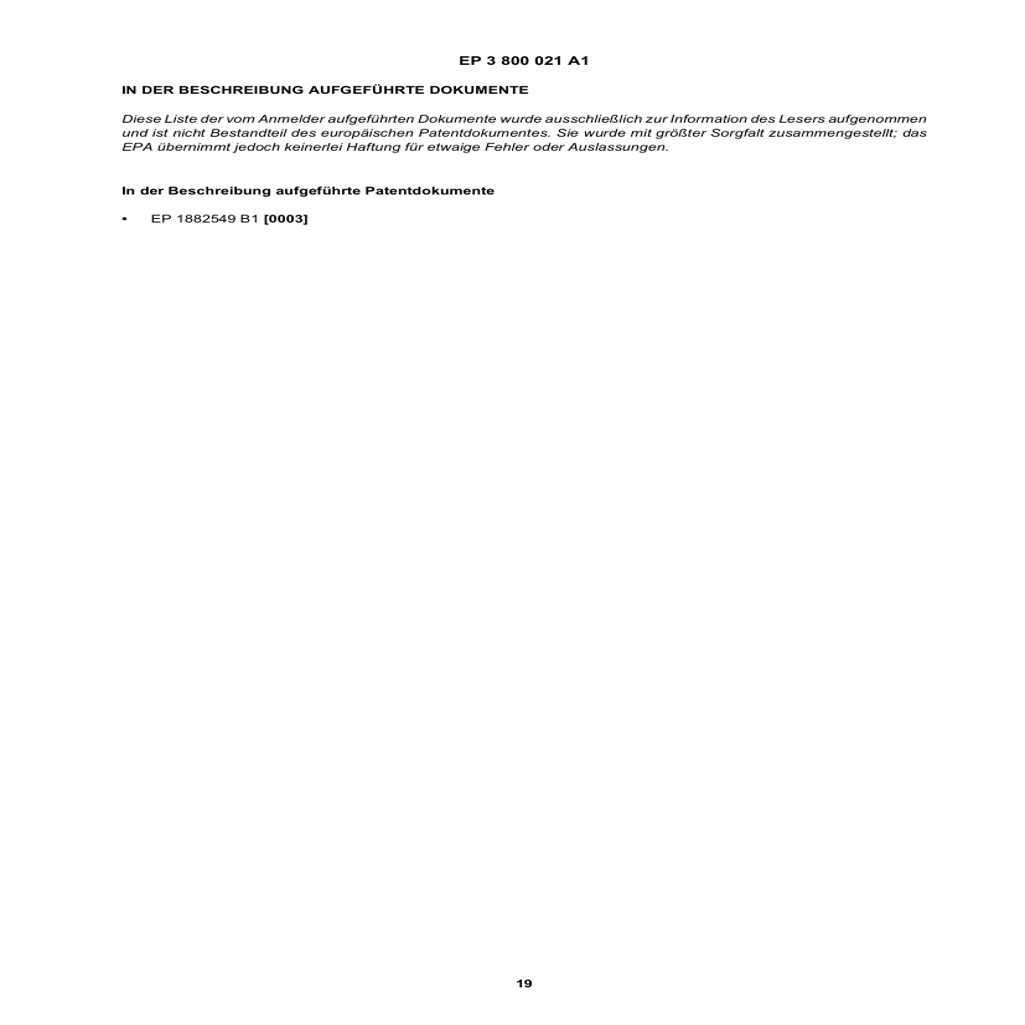 EP 3 800 021 A1
IN DER BESCHREIBUNG AUFGEFÜHRTE DOKUMENTE
Diese Liste der vom Anmelder aufgeführten Dokumente wurde ausschließlich zur Information des Lesers aufgenommen
und ist nicht Bestandteil des europäischen Patentdokumentes. Sie wurde mit größter Sorgfalt zusammengestellt; das
EPA übernimmt jedoch keinerlei Haftung für etwaige Fehler oder Auslassungen.
In der Beschreibung aufgeführte Patentdokumente
• EP 1882549 B1 [0003]
19